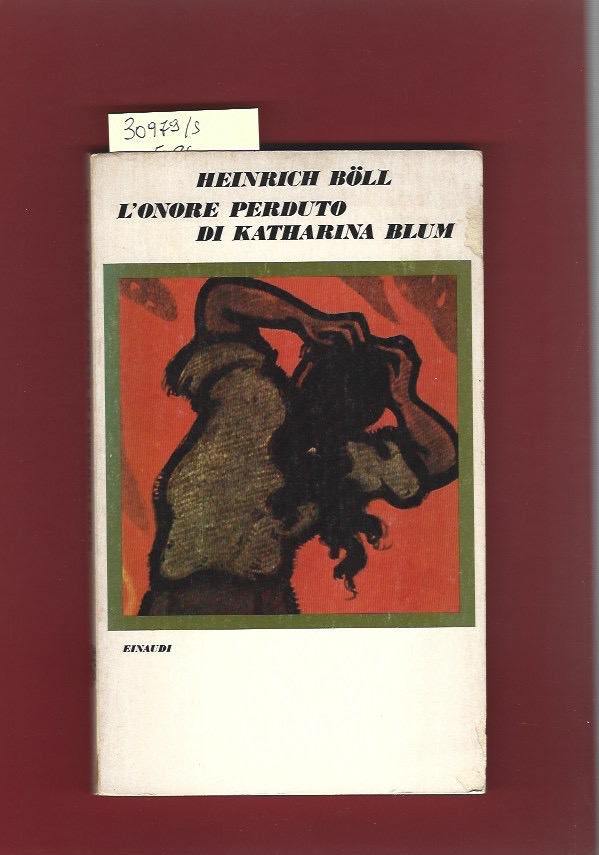 30979/s
HEINRICH BÖLL
L'ONORE PERDUTO
DI KATHARINA BLUM
EINAUDI